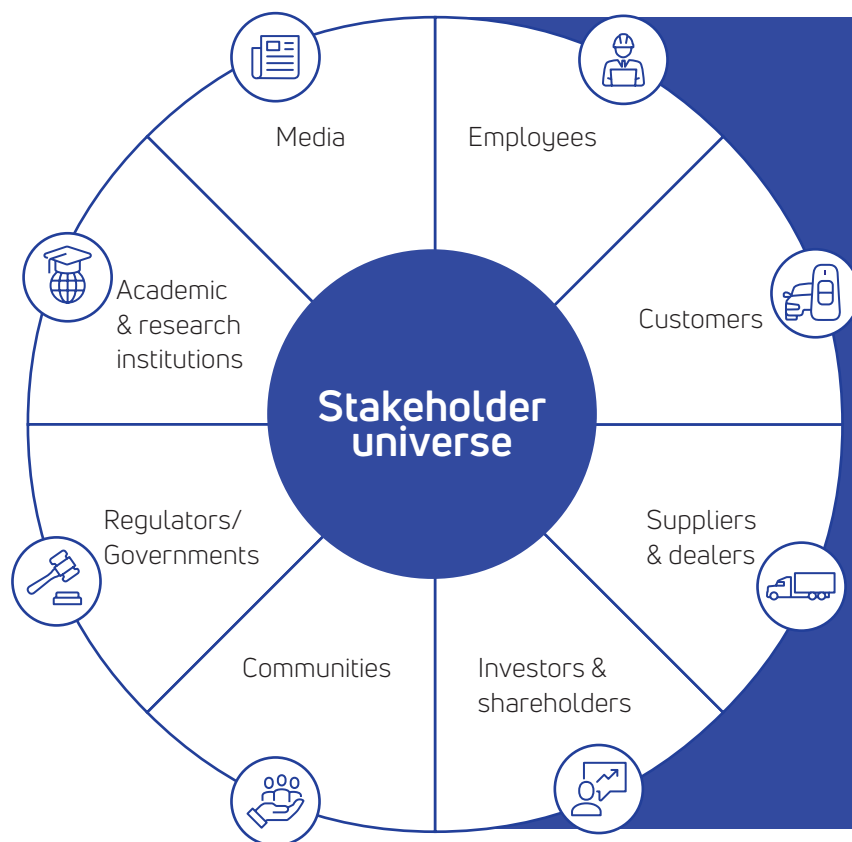 Media
Employees
Academic
& research
institutions
Customers
Stakeholder
universe
Regulators/
Governments
Suppliers
& dealers
Communities
Investors &
shareholders